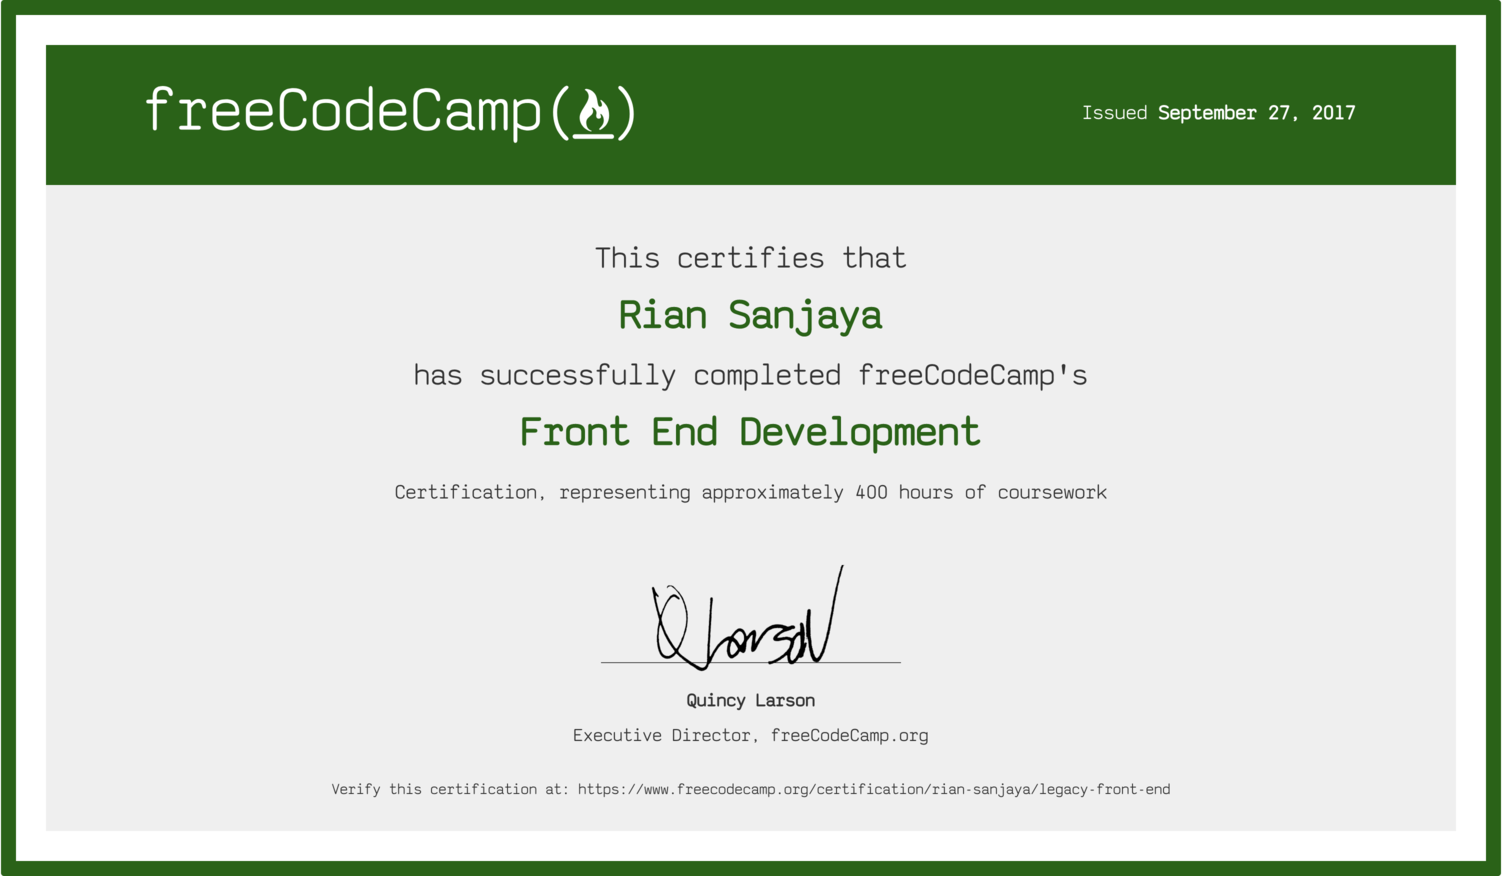 freeCodeCamp
Issued September 27, 2017
This certifies that
Rian Sanjaya
has successfully completed freeCodeCamp's
Front End Development
Certification, representing approximately 400 hours of coursework
Q Larson
Quincy Larson
Executive Director, freeCodeCamp.org
Verify this certification at: https://www.freecodecamp.org/certification/rian-sanjaya/legacy-front-end